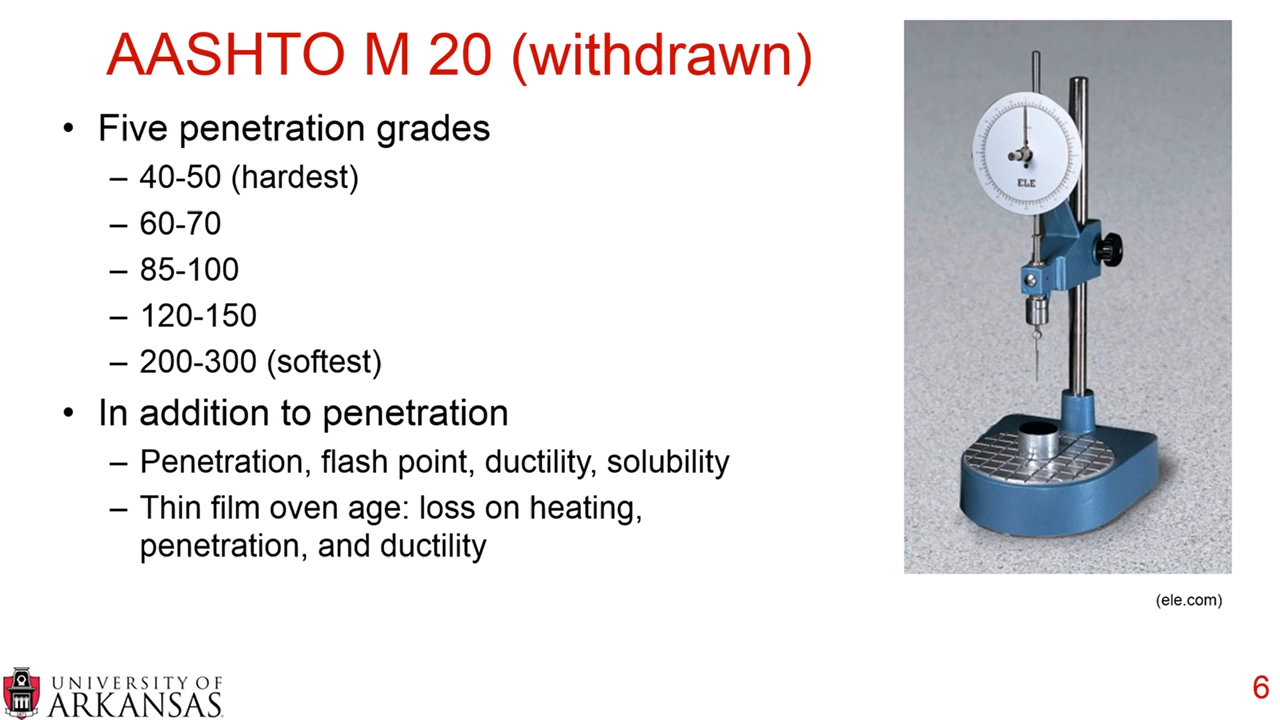 AASHTO M 20 (withdrawn)
• Five penetration grades
– 40-50 (hardest)
– 60-70
– 85-100
– 120-150
– 200-300 (softest)
• In addition to penetration
– Penetration, flash point, ductility, solubility
– Thin film oven age: loss on heating,
penetration, and ductility
ELE
(ele.com)
UNIVERSITY OF
ARKANSAS
6